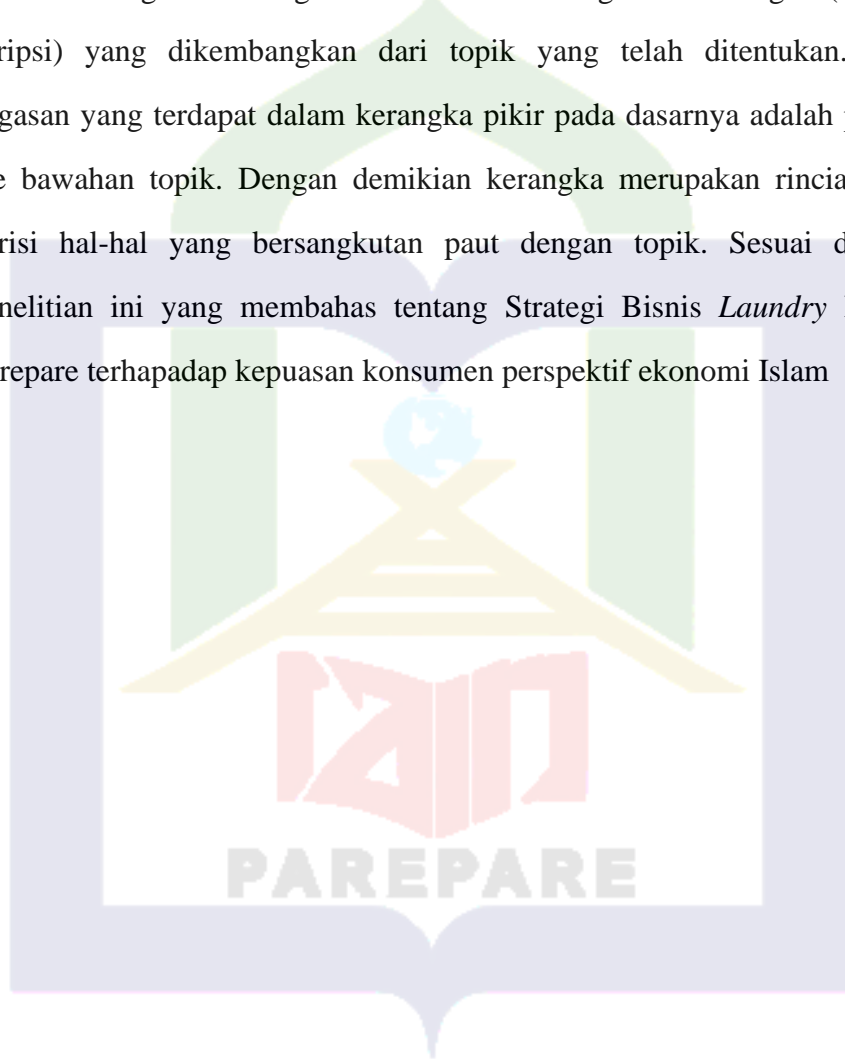 ripsi) yang dikembangkan dari topik yang telah ditentukan.
gasan yang terdapat dalam kerangka pikir pada dasarnya adalah
e bawahan topik. Dengan demikian kerangka merupakan rincia
risi hal-hal yang bersangkutan paut dengan topik. Sesuai d
nelitian ini yang membahas tentang Strategi Bisnis Laundry
repare terhapadap kepuasan konsumen perspektif ekonomi Islam
iain
PAREPARE